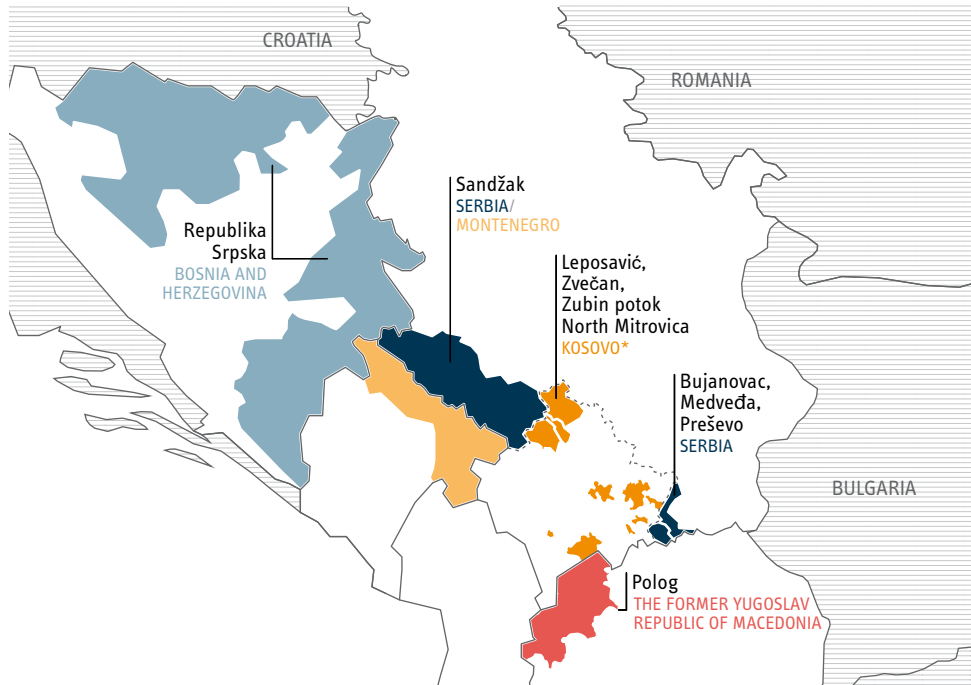 CROATIA
ROMANIA
Sandžak
SERBIA/
MONTENEGRO
Republika
Srpska
BOSNIA AND
HERZEGOVINA
Leposavić,
Zvečan,
Zubin potok
North Mitrovica
KOSOVO*
Bujanovac,
Medveđa,
Preševo
SERBIA
BULGARIA
Polog
THE FORMER YUGOSLAV
REPUBLIC OF MACEDONIA